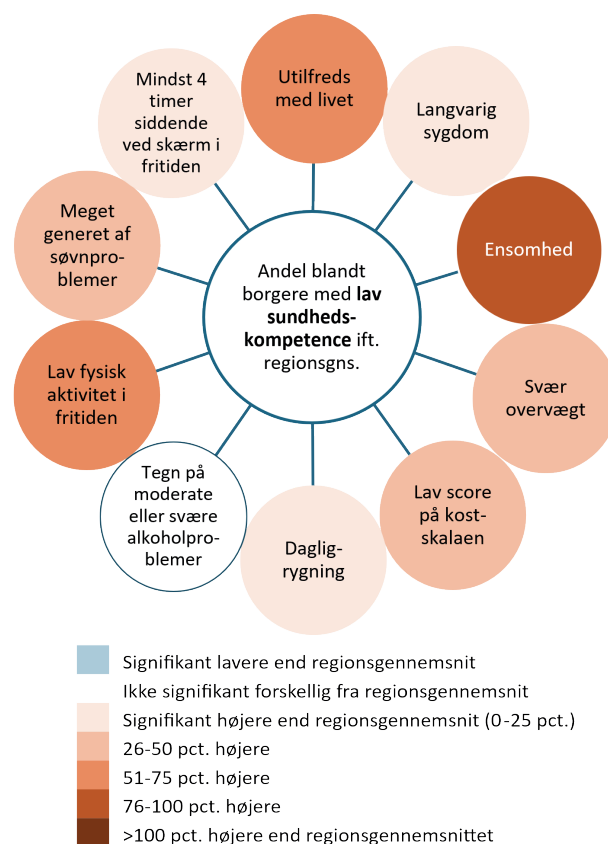 Utilfreds
med livet
Langvarig
sygdom
Ensomhed
Svær
overvægt
Lav score
på kost-
skalaen
Daglig-
rygning
Tegn på
moderate
eller svære
alkoholpro-
blemer
Lav fysisk
aktivitet i
fritiden
Meget
generet af
søvnpro-
blemer
Mindst 4
timer
siddende
ved skærm i
fritiden
Andel blandt
borgere med lav
sundheds-
kompetence ift.
regionsgns.
Signifikant lavere end regionsgennemsnit
Ikke signifikant forskellig fra regionsgennemsnit
Signifikant højere end regionsgennemsnit (0-25 pct.)
26-50 pct. højere
51-75 pct. højere
76-100 pct. højere
>100 pct. højere end regionsgennemsnittet